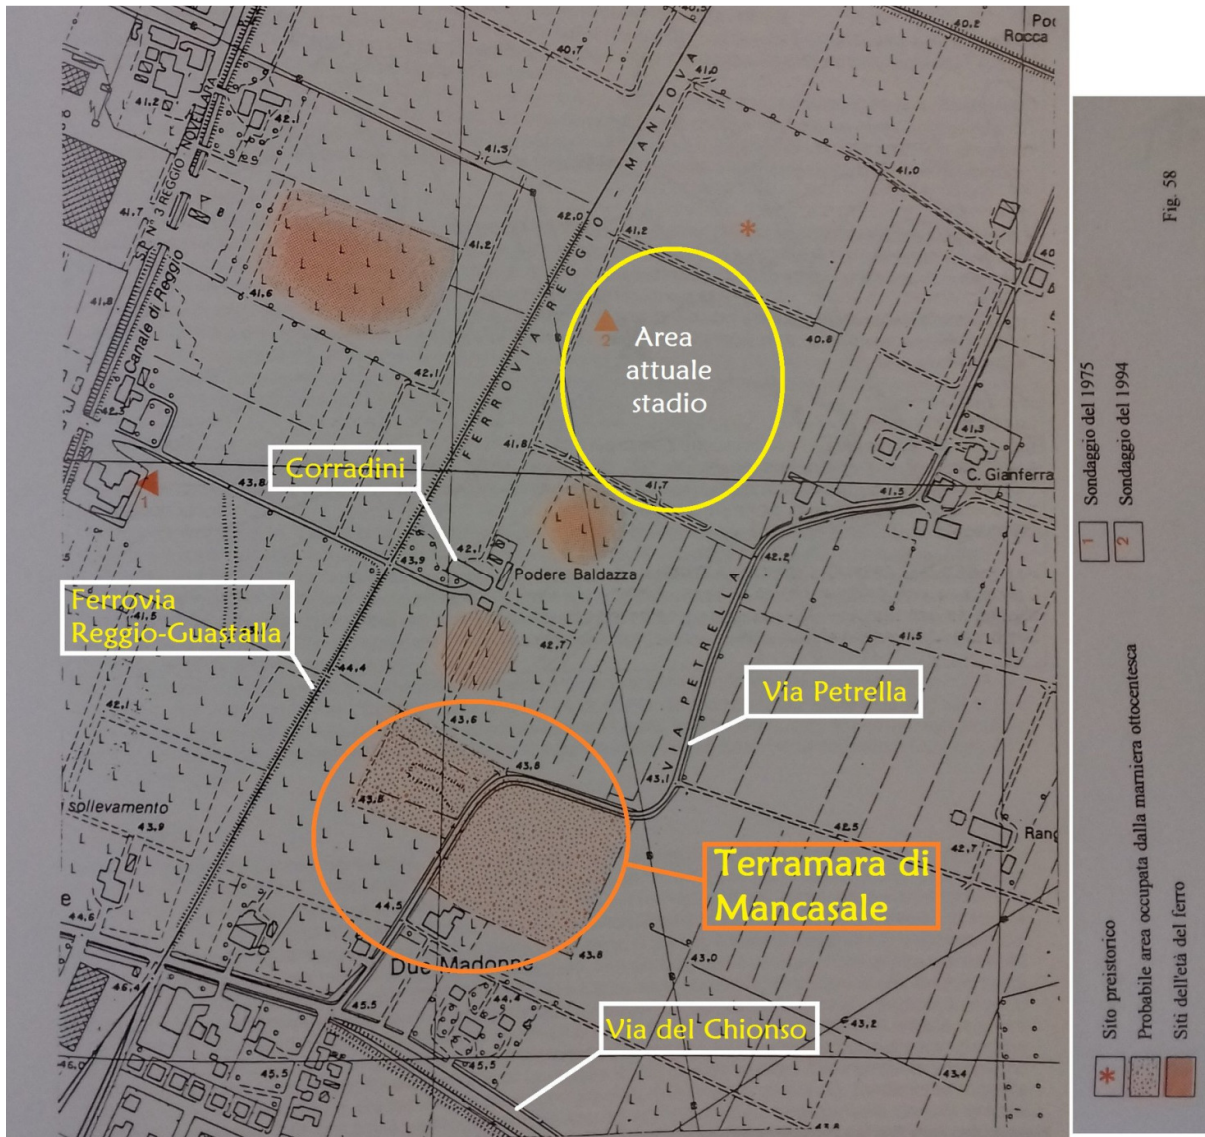 Po
Rocca
40.5
40.2
40.7
41.0
41.2
42.1
41.3
41.0
S.P. N° 3 REGGIO NOVELLARA
41.7
B
42.0
41.2
41.2
40
Canale di Reggio
41.8
41.6
FERROVIA REGGIO - MANTOVA
2
Area
attuale
stadio
40.8
42.1
42.3
41.8
41.3
Corradini
C. Gianferra
43.8
41.7
41.5
1
42.1
42.2
43.9
Podere Baldazza
Ferrovia
Reggio-Guastalla
41.5
42.7
41.5
44.4
VIA PETRELLA
Via Petrella
42.1
43.6
43.8
43.1
sollevamento
43.8
43.9
42.5
Rang
42.7
Terramara di
Mancasale
e
44.6
44.5
Due Madonne
43.8
43.0
46.4
45.5
44.4
Via del Chionso
43.2
46.0
45.5
45.5
43.4
Fig. 58
1 Sondaggio del 1975
2 Sondaggio del 1994
* Sito preistorico
Probabile area occupata dalla marniera ottocentesca
Siti dell'età del ferro